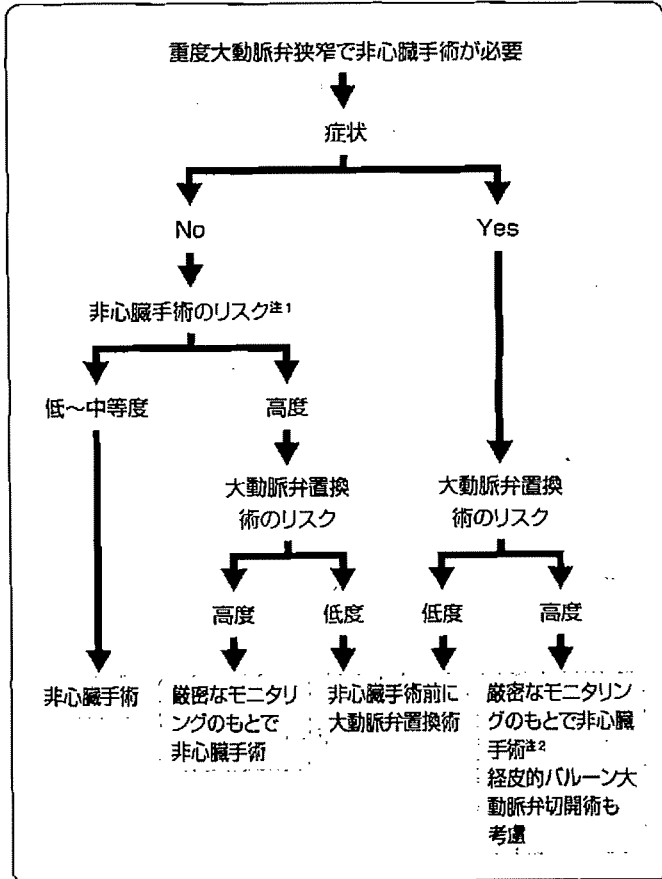 重度大動脈弁狭窄で非心臓手術が必要
症状
No
Yes
非心臓手術のリスク注1
低～中等度
高度
大動脈弁置換
術のリスク
大動脈弁置換
術のリスク
高度
低度
低度
高度
非心臓手術
厳密なモニタリ
ングのもとで
非心臓手術
非心臓手術前に
大動脈弁置換術
厳密なモニタリン
グのもとで非心臓
手術注2
経皮的バルーン大
動脈弁切開術も
考慮